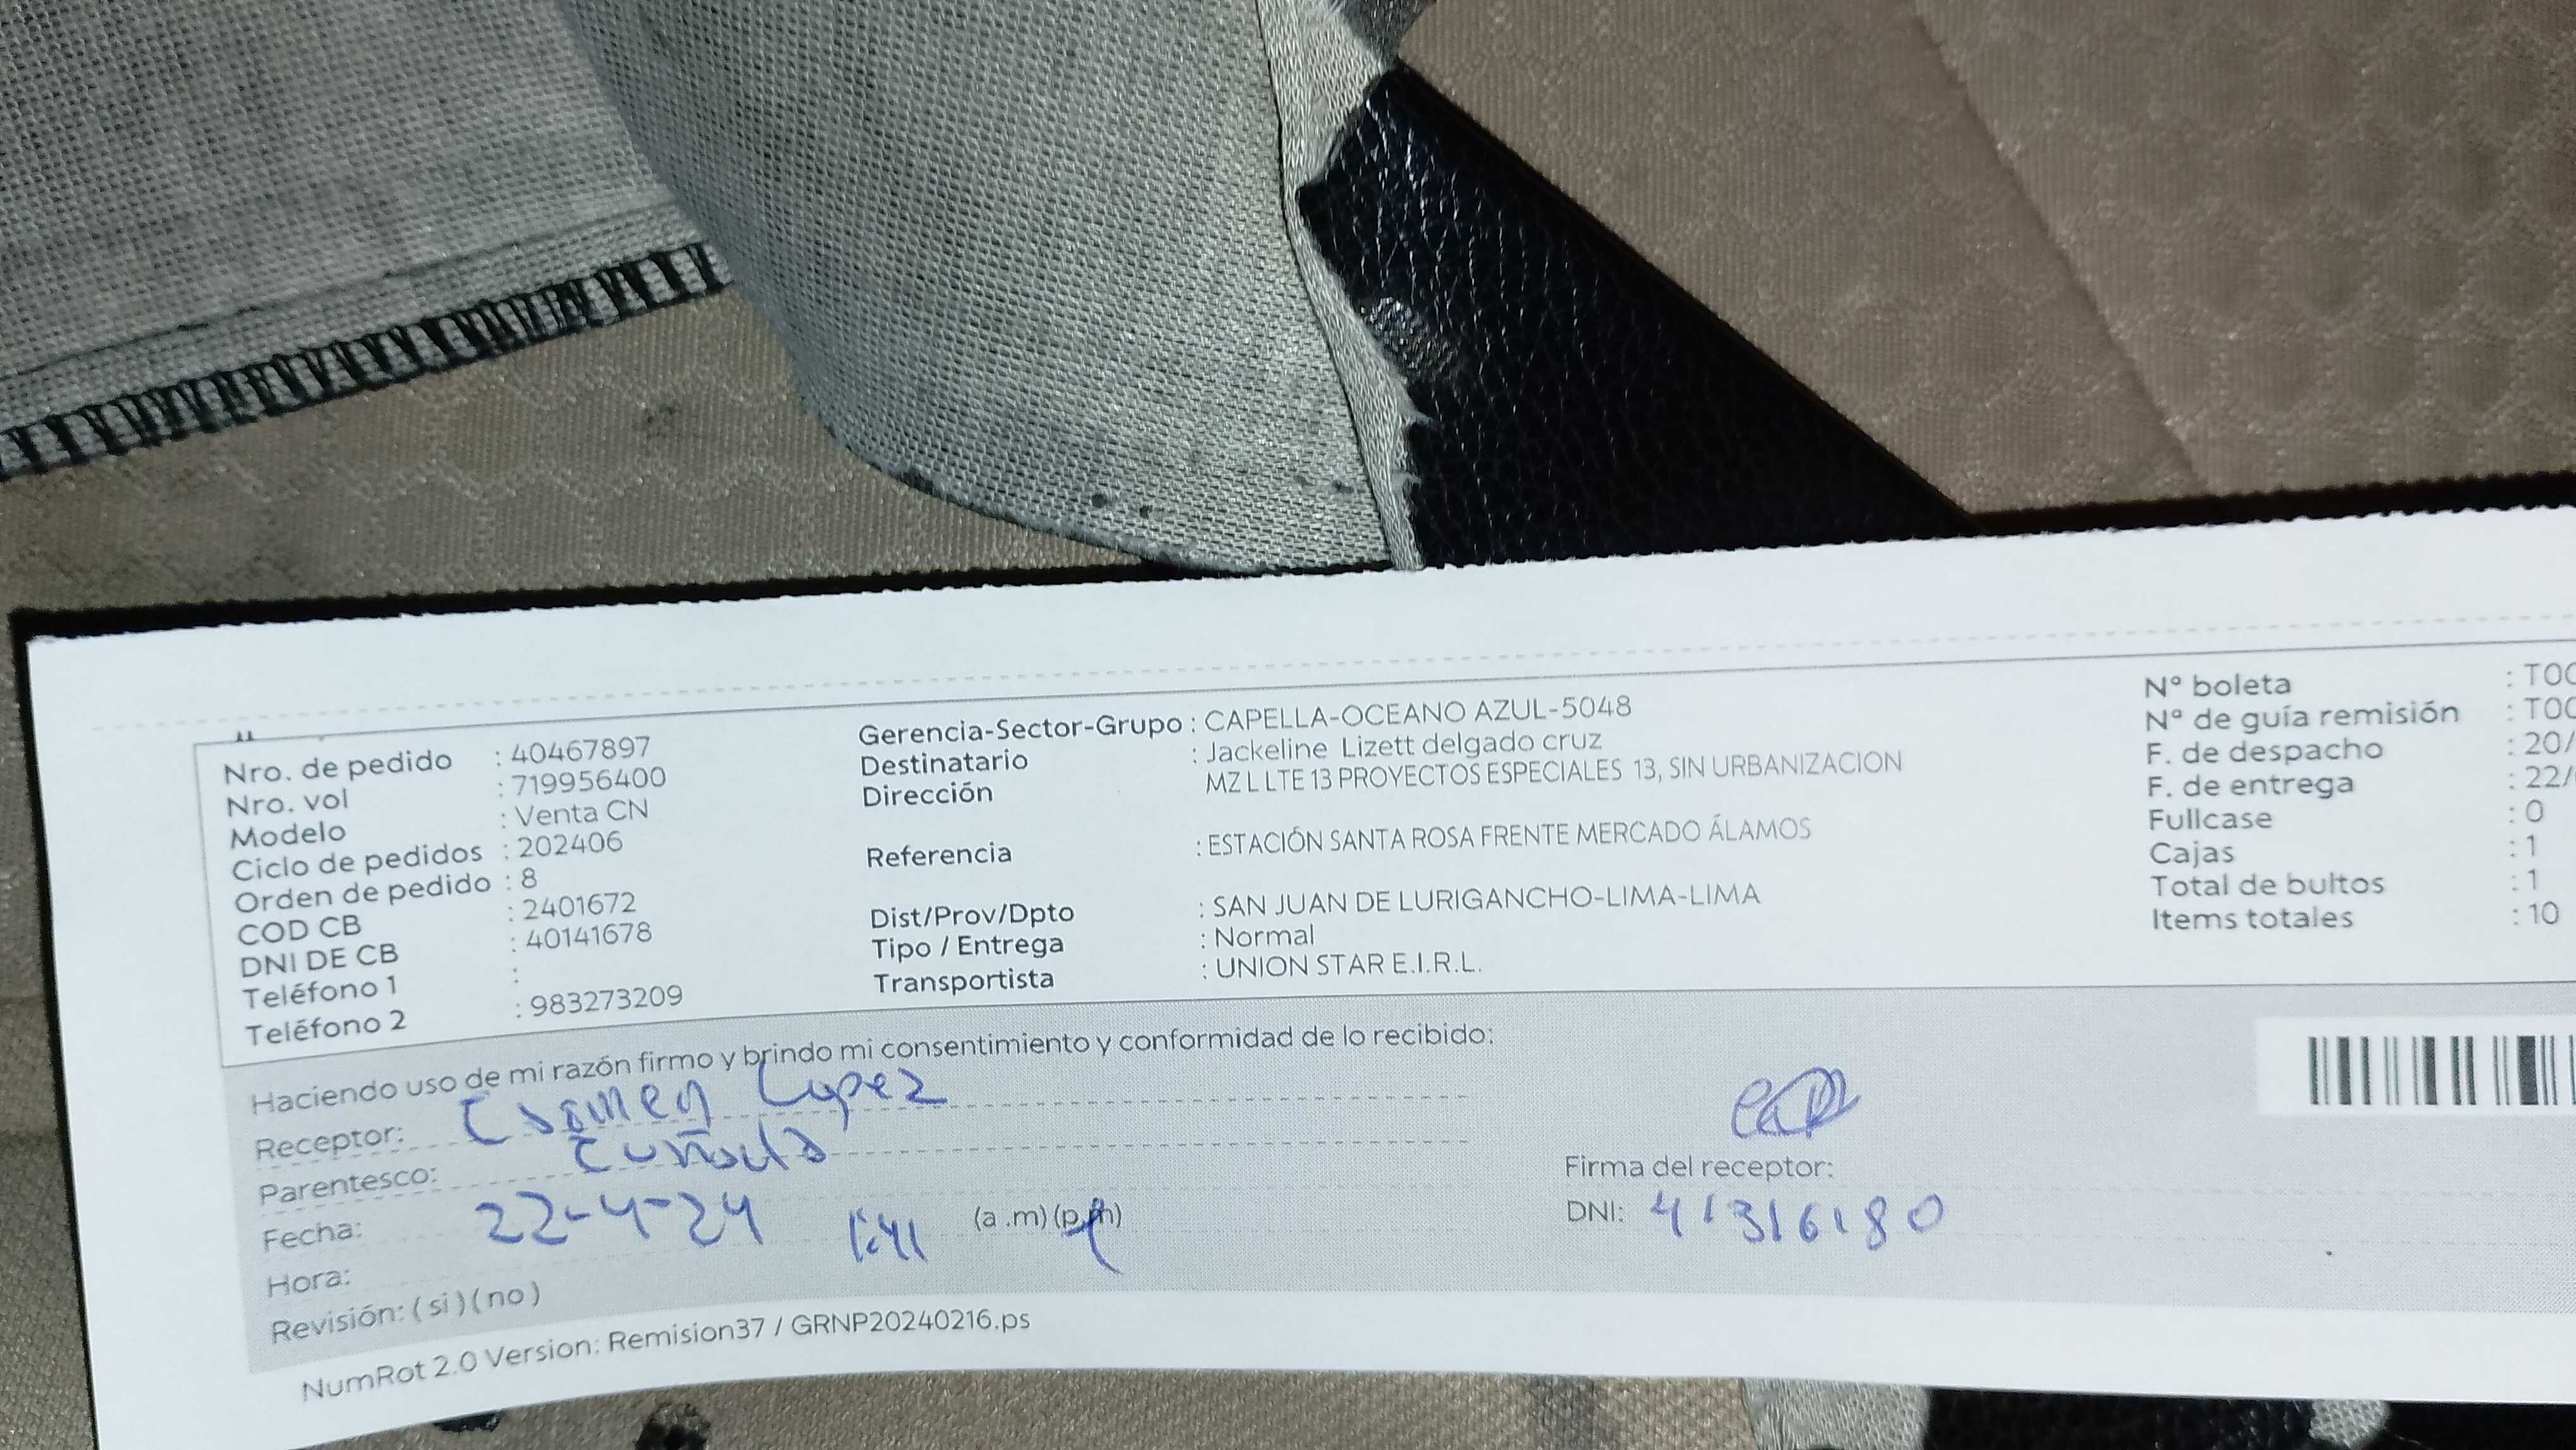 Nro. de pedido : 40467897
Nro. vol : 719956400
Modelo : Venta CN
Ciclo de pedidos : 202406
Orden de pedido : 8
COD CB : 2401672
DNI DE CB : 40141678
Teléfono 1 :
Teléfono 2 : 983273209
Gerencia-Sector-Grupo : CAPELLA-OCEANO AZUL-5048
Destinatario : Jackeline Lizett delgado cruz
Dirección MZ L LTE 13 PROYECTOS ESPECIALES 13, SIN URBANIZACION
Referencia : ESTACIÓN SANTA ROSA FRENTE MERCADO ÁLAMOS
Dist/Prov/Dpto : SAN JUAN DE LURIGANCHO-LIMA-LIMA
Tipo / Entrega : Normal
Transportista : UNION STAR E.I.R.L.
N° boleta : T00
N° de guía remisión : T00
F. de despacho : 20/
F. de entrega : 22/
Fullcase : 0
Cajas : 1
Total de bultos : 1
Items totales : 10
Haciendo uso de mi razón firmo y brindo mi consentimiento y conformidad de lo recibido:
Receptor: Lopez
Parentesco: Cuñada
Fecha: 22-4-24
1:41 (a .m) (p.m)
Hora:
Revisión: ( si ) ( no )
Firma del receptor:
DNI: 41316180
NumRot 2.0 Version: Remision37 / GRNP20240216.ps